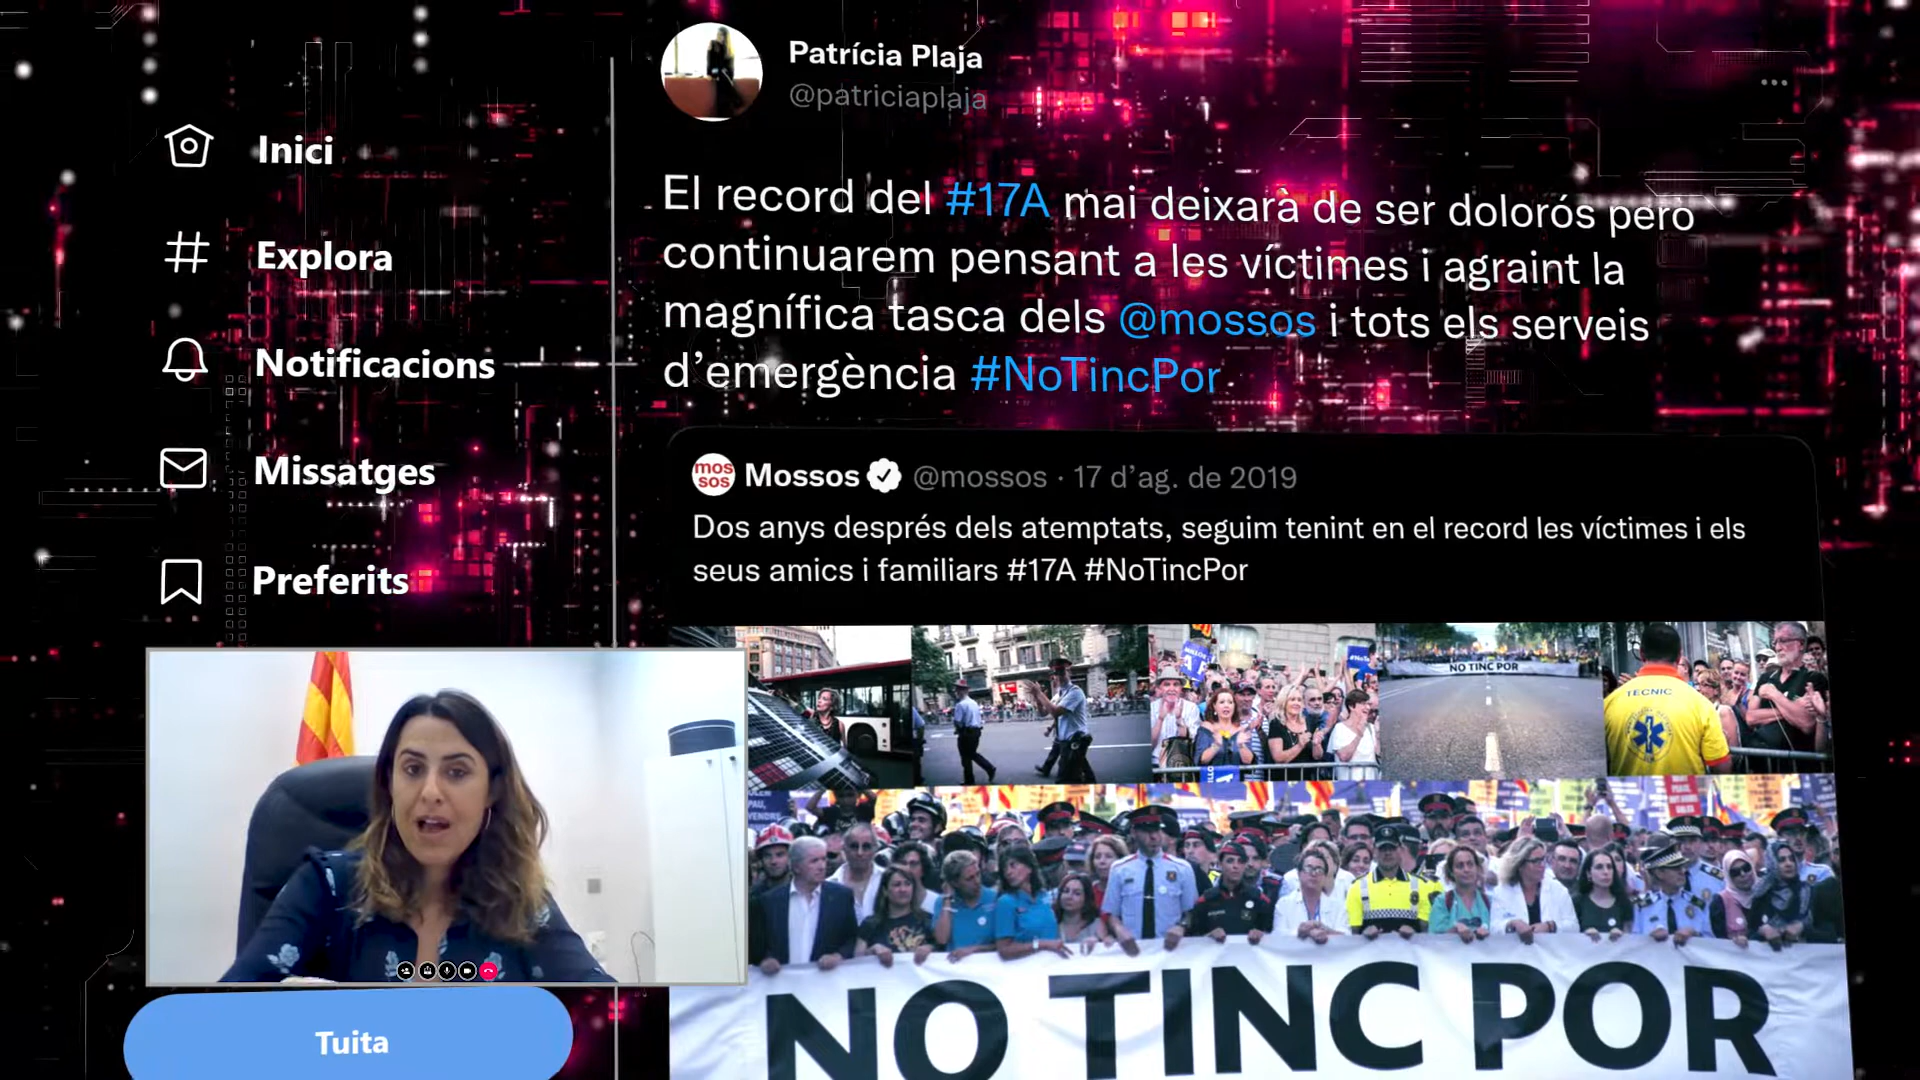 Inici
Explora
Notificacions
Missatges
Preferits
Tuita
Patrícia Plaja
@patriciaplaja
El record del #17A mai deixarà de ser dolorós però
continuarem pensant a les víctimes i agraint la
magnífica tasca dels @mossos i tots els serveis
d’emergència #NoTincPor
mos
sos
Mossos @mossos · 17 d’ag. de 2019
Dos anys després dels atemptats, seguim tenint en el record les víctimes i els
seus amics i familiars #17A #NoTincPor
NO TINC POR
TÈCNIC
NO TINC POR